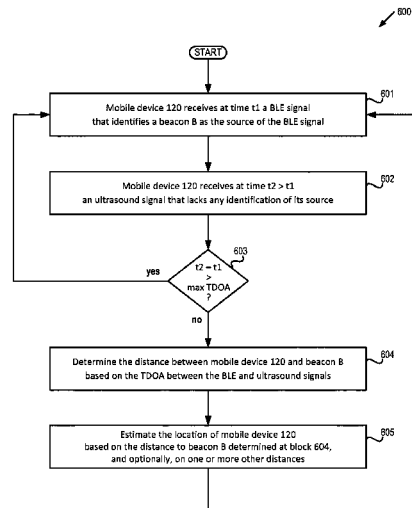 600
START
601
Mobile device 120 receives at time t1 a BLE signal
that identifies a beacon B as the source of the BLE signal
602
Mobile device 120 receives at time t2 > t1
an ultrasound signal that lacks any identification of its source
603
t2 – t1
>
max TDOA
?
yes
no
604
Determine the distance between mobile device 120 and beacon B
based on the TDOA between the BLE and ultrasound signals
605
Estimate the location of mobile device 120
based on the distance to beacon B determined at block 604,
and optionally, on one or more other distances